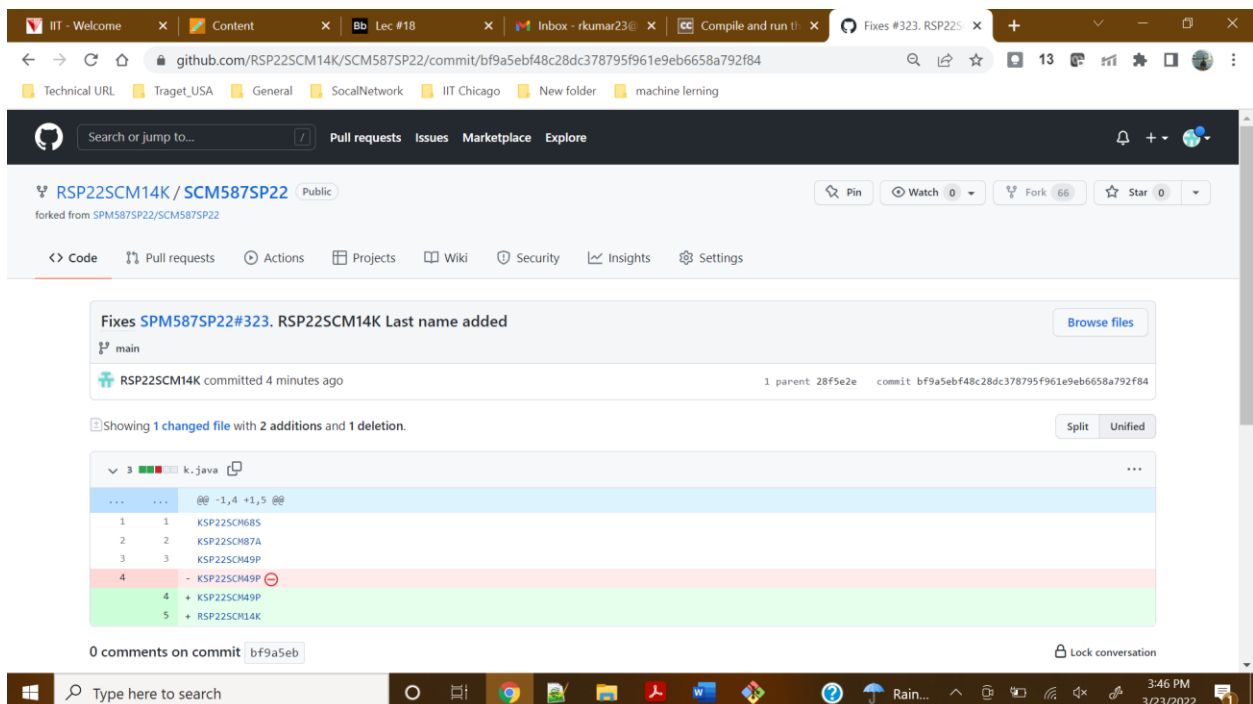 IIT - Welcome Content Bb Lec #18 Inbox - rkumar23@ CC Compile and run th Fixes #323. RSP22S
github.com/RSP22SCM14K/SCM587SP22/commit/bf9a5ebf48c28dc378795f961e9eb6658a792f84 13
Technical URL Traget_USA General SocalNetwork IIT Chicago New folder machine lerning
Search or jump to... / Pull requests Issues Marketplace Explore
RSP22SCM14K / SCM587SP22 Public Pin Watch 0 Fork 66 Star 0
forked from SPM587SP22/SCM587SP22
<> Code Pull requests Actions Projects Wiki Security Insights Settings
Fixes SPM587SP22#323. RSP22SCM14K Last name added Browse files
main
RSP22SCM14K committed 4 minutes ago 1 parent 28f5e2e commit bf9a5ebf48c28dc378795f961e9eb6658a792f84
Showing 1 changed file with 2 additions and 1 deletion. Split Unified
3 k.java ...
... ... @@ -1,4 +1,5 @@
1 1 KSP22SCM68S
2 2 KSP22SCM87A
3 3 KSP22SCM49P
4 - KSP22SCM49P
4 + KSP22SCM49P
5 + RSP22SCM14K
0 comments on commit bf9a5eb Lock conversation
Type here to search Rain... 3:46 PM
3/23/2022 1